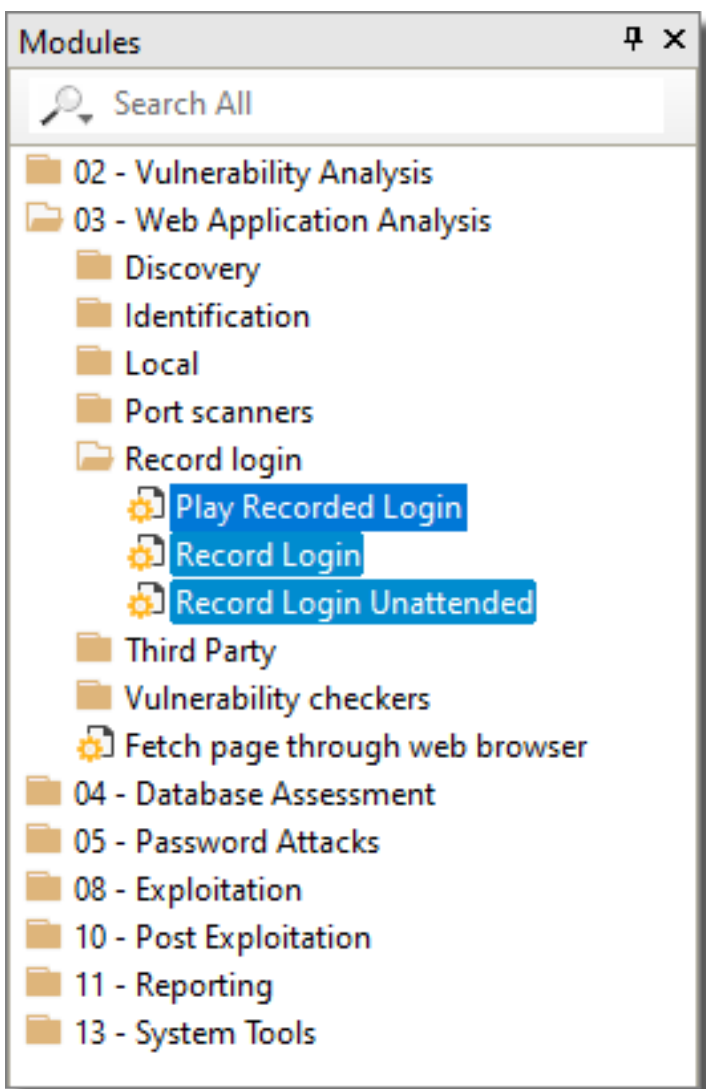 Modules
Search All
02 - Vulnerability Analysis
03 - Web Application Analysis
Discovery
Identification
Local
Port scanners
Record login
Play Recorded Login
Record Login
Record Login Unattended
Third Party
Vulnerability checkers
Fetch page through web browser
04 - Database Assessment
05 - Password Attacks
08 - Exploitation
10 - Post Exploitation
11 - Reporting
13 - System Tools